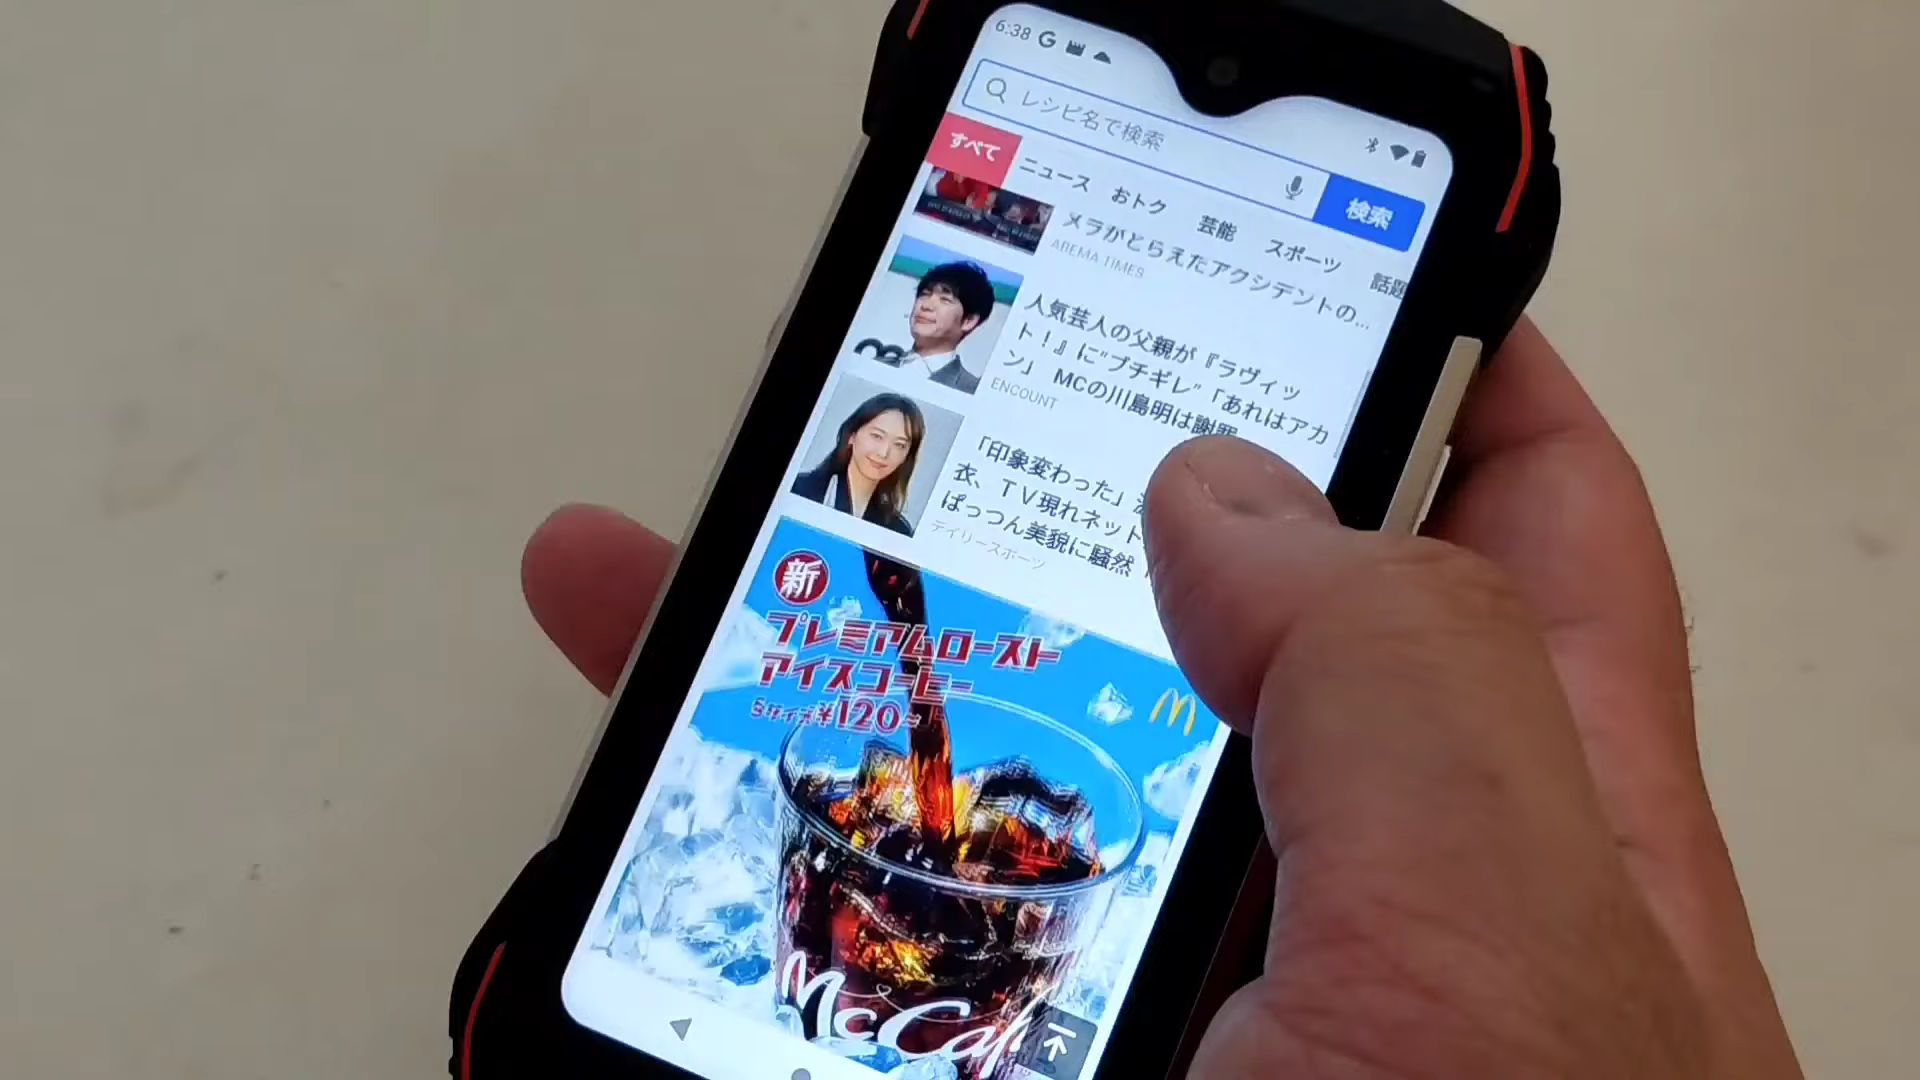 6:38
レシピ名で検索
検索
すべて
ニュース
おトク
芸能
スポーツ
話題
メラがとらえたアクシデントの...
ABEMA TIMES
人気芸人の父親が『ラヴィッ
ト!』に"ブチギレ"「あれはアカ
ン」 MCの川島明は謝罪
ENCOUNT
「印象変わった」
衣、TV現れネット
ぱっつん美貌に騒然
デイリースポーツ
新
プレミアムロースト
アイスコーヒー
Sサイズ¥120~
McCafé